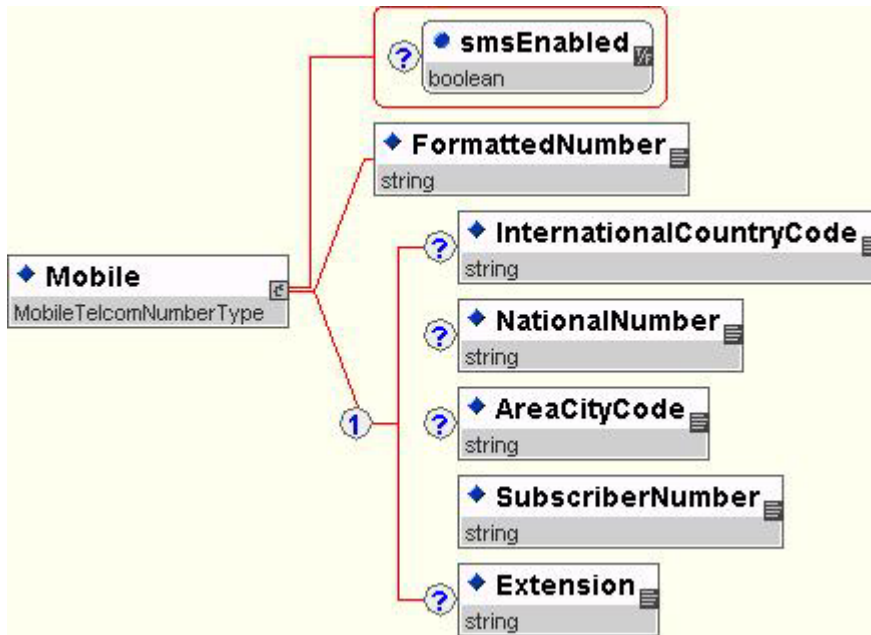 ?
smsEnabled
boolean
FormattedNumber
string
?
InternationalCountryCode
string
Mobile
MobileTelcomNumberType
?
NationalNumber
string
1
?
AreaCityCode
string
SubscriberNumber
string
?
Extension
string